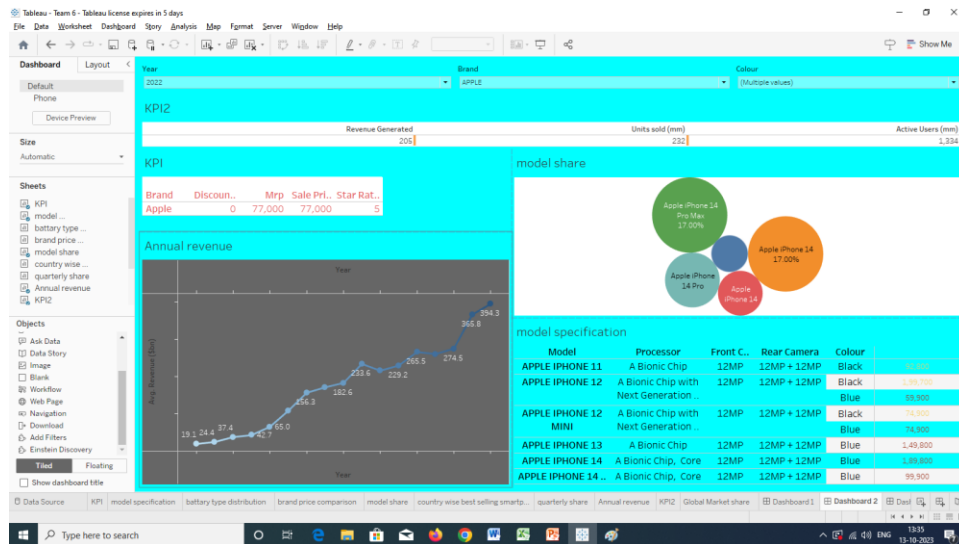 Tableau - Team 6 - Tableau license expires in 5 days
File Data Worksheet Dashboard Story Analysis Map Format Server Window Help
Show Me
Dashboard Layout
Default
Phone
Device Preview
Size
Automatic
Sheets
KPI
model ...
battary type ...
brand price ...
model share
country wise ...
quarterly share
Annual revenue
KPI2
Objects
Ask Data
Data Story
Image
Blank
Workflow
Web Page
Navigation
Download
Add Filters
Einstein Discovery
Tiled Floating
Show dashboard title
Year Brand Colour
2022 APPLE (Multiple values)
KPI2
Revenue Generated Units sold (mm) Active Users (mm)
205 232 1,334
KPI
Brand Discoun.. Mrp Sale Pri.. Star Rat..
Apple 0 77,000 77,000 5
Annual revenue
Year
Avg. Revenue ($bn)
19.1 24.4 37.4 42.7 65.0 156.3 182.6 233.6 229.2 265.5 274.5 365.8 394.3
Year
model share
Apple iPhone 14
Pro Max
17.00%
Apple iPhone 14
17.00%
Apple iPhone
14 Pro
Apple
iPhone 14
model specification
Model Processor Front C.. Rear Camera Colour
APPLE IPHONE 11 A Bionic Chip 12MP 12MP + 12MP Black
APPLE IPHONE 12 A Bionic Chip with 12MP 12MP + 12MP Black
Next Generation .. Blue 59,900
APPLE IPHONE 12 A Bionic Chip with 12MP 12MP + 12MP Black 74,900
MINI Next Generation .. Blue 74,900
APPLE IPHONE 13 A Bionic Chip 12MP 12MP + 12MP Blue 1,49,800
APPLE IPHONE 14 A Bionic Chip, Core 12MP 12MP + 12MP Blue 1,89,800
APPLE IPHONE 14 .. A Bionic Chip, Core 12MP 12MP + 12MP Blue 99,900
Data Source KPI model specification battary type distribution brand price comparison model share country wise best selling smartp... quarterly share Annual revenue KPI2 Global Market share Dashboard 1 Dashboard 2 Dasl
Type here to search
ENG
13:35
13-10-2023